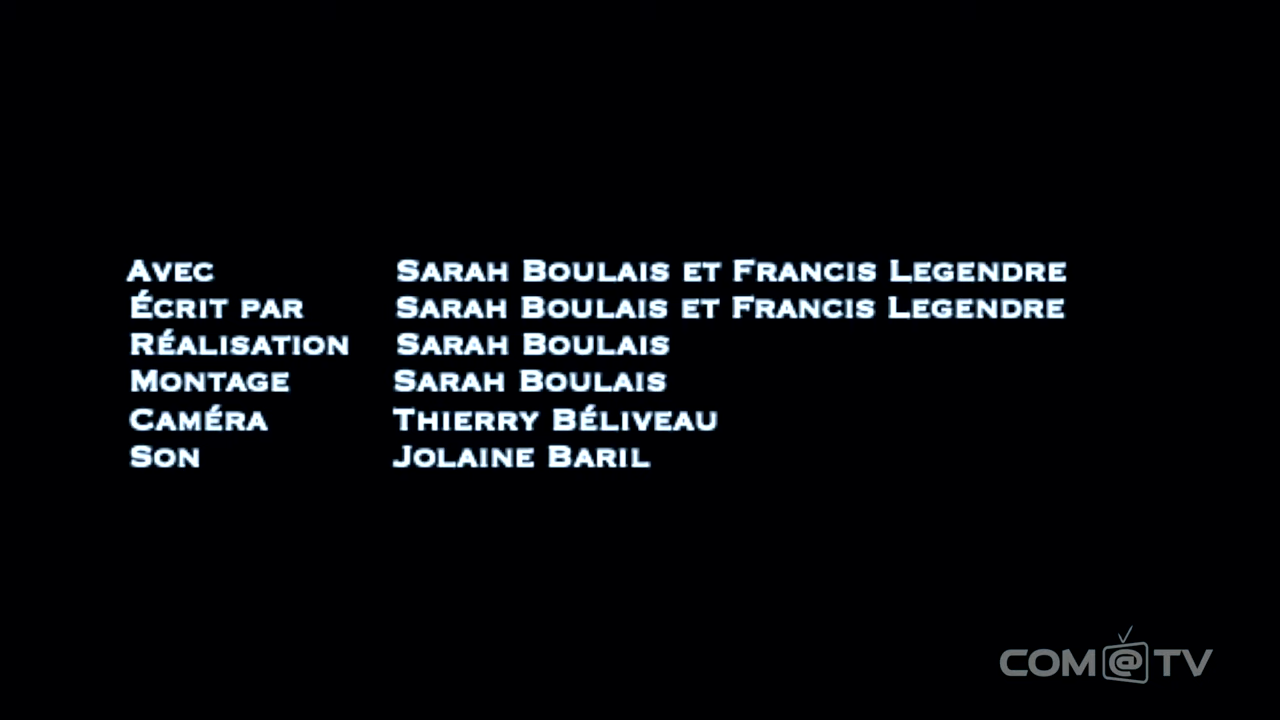 Avec Sarah Boulais et Francis Legendre
Écrit par Sarah Boulais et Francis Legendre
Réalisation Sarah Boulais
Montage Sarah Boulais
Caméra Thierry Béliveau
Son Jolaine Baril
COM@TV